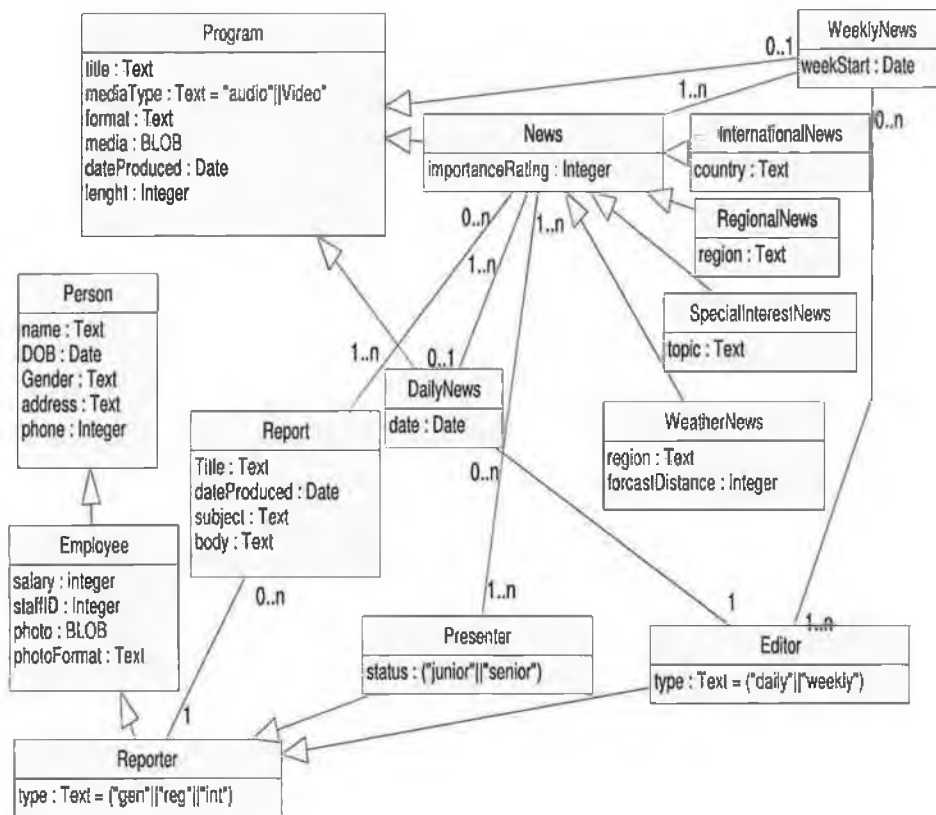 Program
title : Text
mediaType : Text = "audio"||Video"
format : Text
media : BLOB
dateProduced : Date
lenght : Integer
WeeklyNews
weekStart : Date
0..1
1..n
0..n
News
importanceRating : Integer
InternationalNews
country : Text
RegionalNews
region : Text
SpecialInterestNews
topic : Text
WeatherNews
region : Text
forcastDistance : Integer
0..n
1..n
1..n
1..n
0..1
0..n
Person
name : Text
DOB : Date
Gender : Text
address : Text
phone : Integer
DailyNews
date : Date
Report
Title : Text
dateProduced : Date
subject : Text
body : Text
0..n
Employee
salary : integer
staffID : Integer
photo : BLOB
photoFormat : Text
1..n
1
1..n
Presenter
status : ("junior"||"senior")
Editor
type : Text = ("daily"||"weekly")
1
Reporter
type : Text = ("gen"||"reg"||"int")